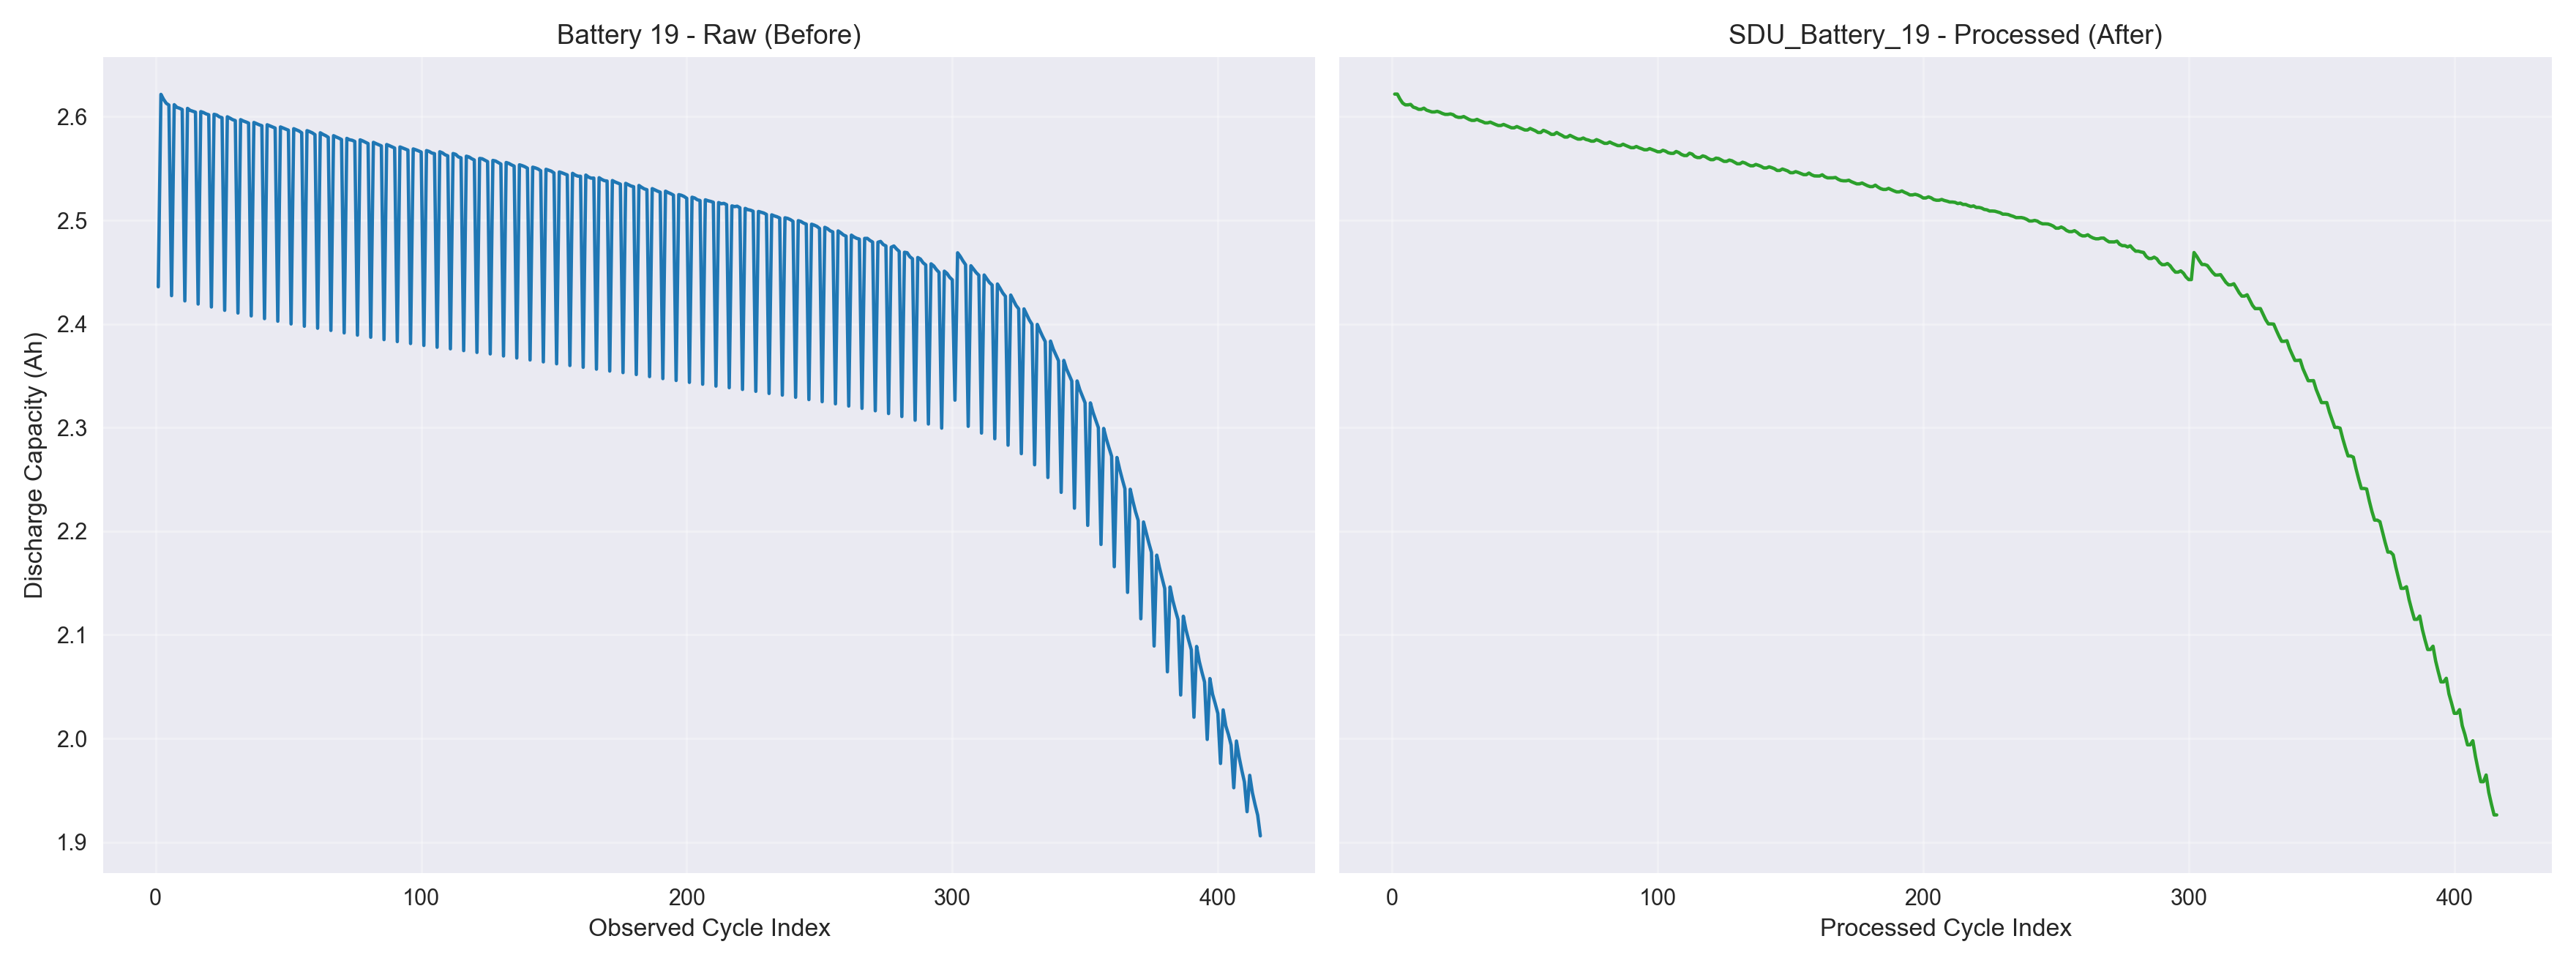 Battery 19 - Raw (Before)
SDU_Battery_19 - Processed (After)
Discharge Capacity (Ah)
2.6
2.5
2.4
2.3
2.2
2.1
2.0
1.9
0 100 200 300 400
0 100 200 300 400
Observed Cycle Index
Processed Cycle Index